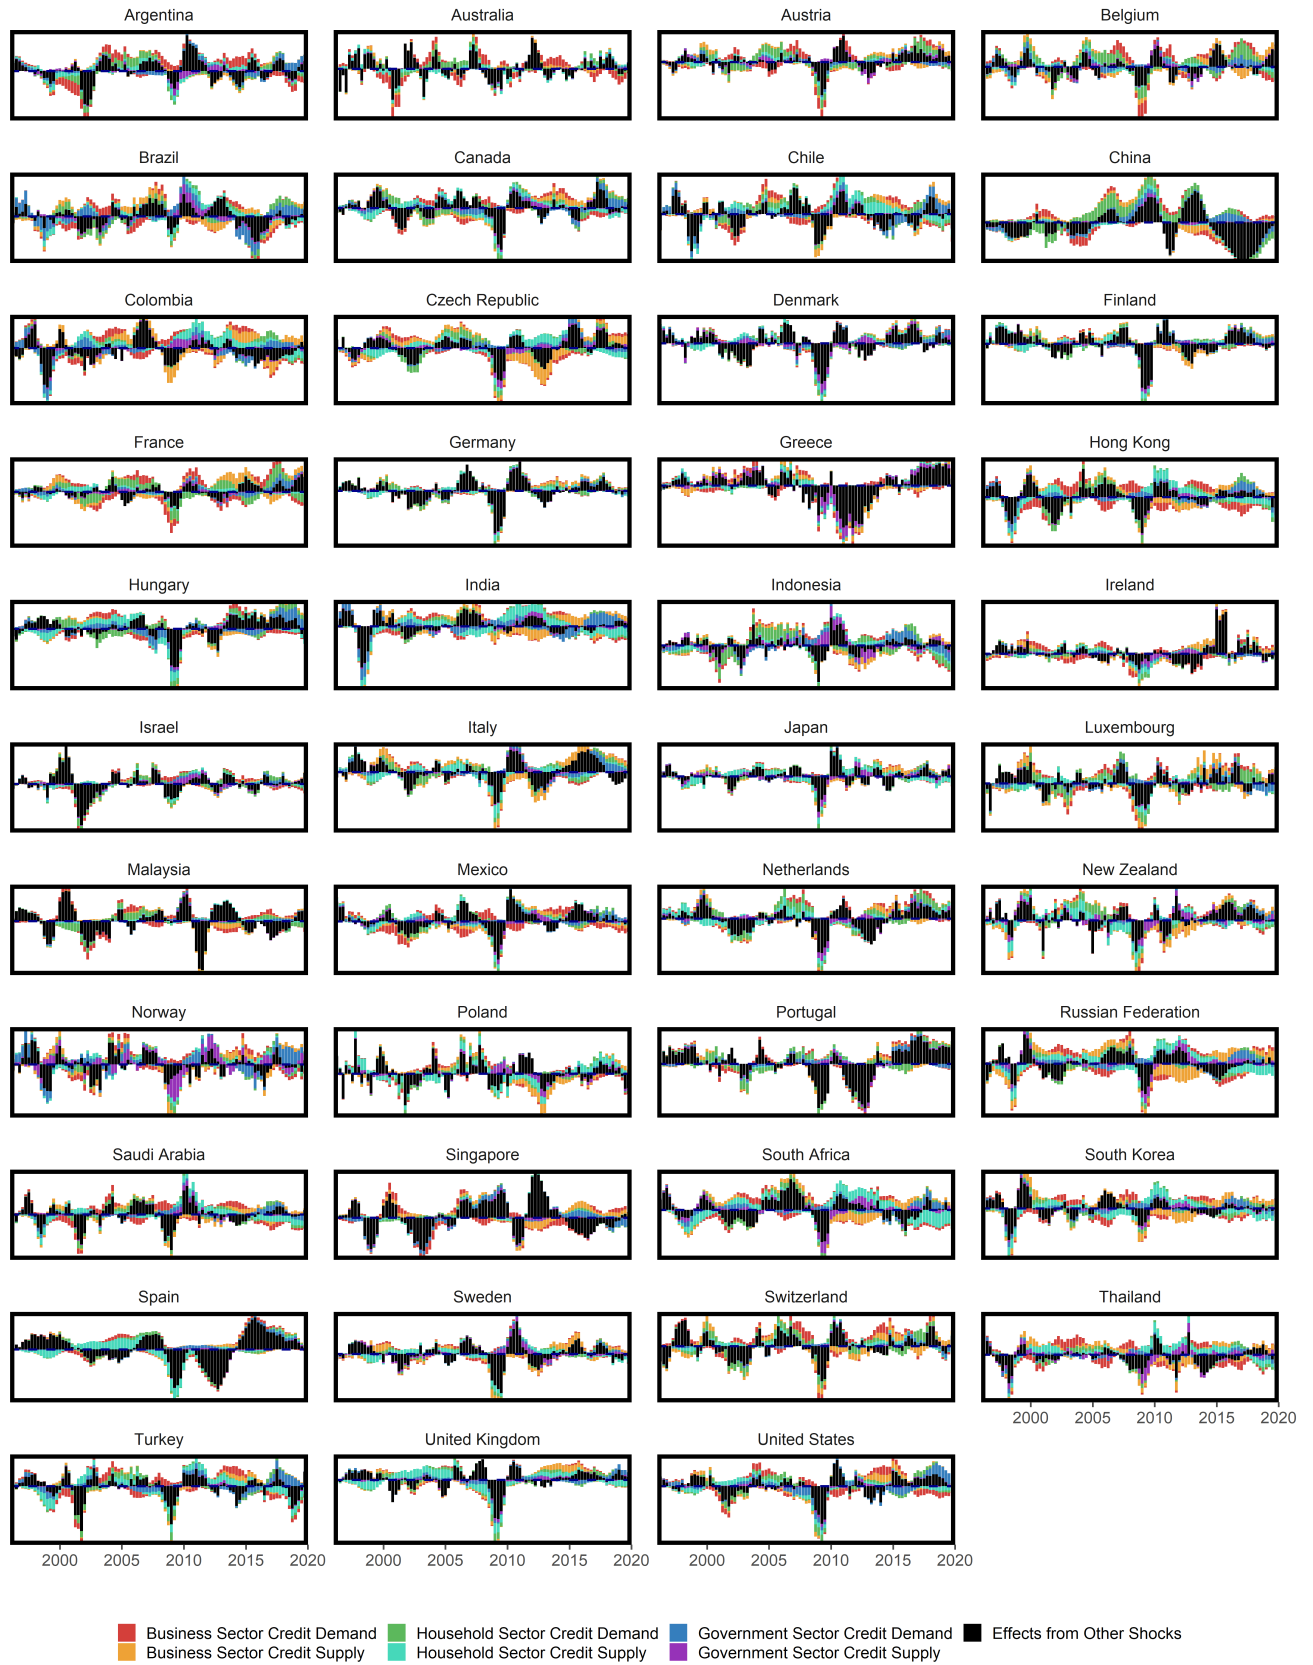 Argentina Australia Austria Belgium
Brazil Canada Chile China
Colombia Czech Republic Denmark Finland
France Germany Greece Hong Kong
Hungary India Indonesia Ireland
Israel Italy Japan Luxembourg
Malaysia Mexico Netherlands New Zealand
Norway Poland Portugal Russian Federation
Saudi Arabia Singapore South Africa South Korea
Spain Sweden Switzerland Thailand
2000 2005 2010 2015 2020
Turkey United Kingdom United States
2000 2005 2010 2015 2020 2000 2005 2010 2015 2020 2000 2005 2010 2015 2020
Business Sector Credit Demand Household Sector Credit Demand Government Sector Credit Demand Effects from Other Shocks
Business Sector Credit Supply Household Sector Credit Supply Government Sector Credit Supply